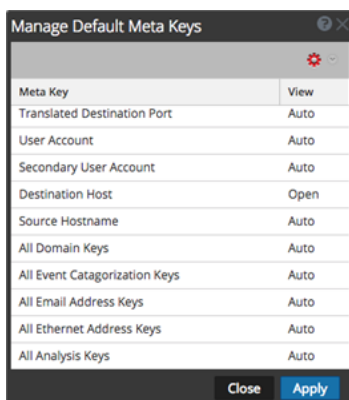 Manage Default Meta Keys
Meta Key View
Translated Destination Port Auto
User Account Auto
Secondary User Account Auto
Destination Host Open
Source Hostname Auto
All Domain Keys Auto
All Event Catagorization Keys Auto
All Email Address Keys Auto
All Ethernet Address Keys Auto
All Analysis Keys Auto
Close Apply